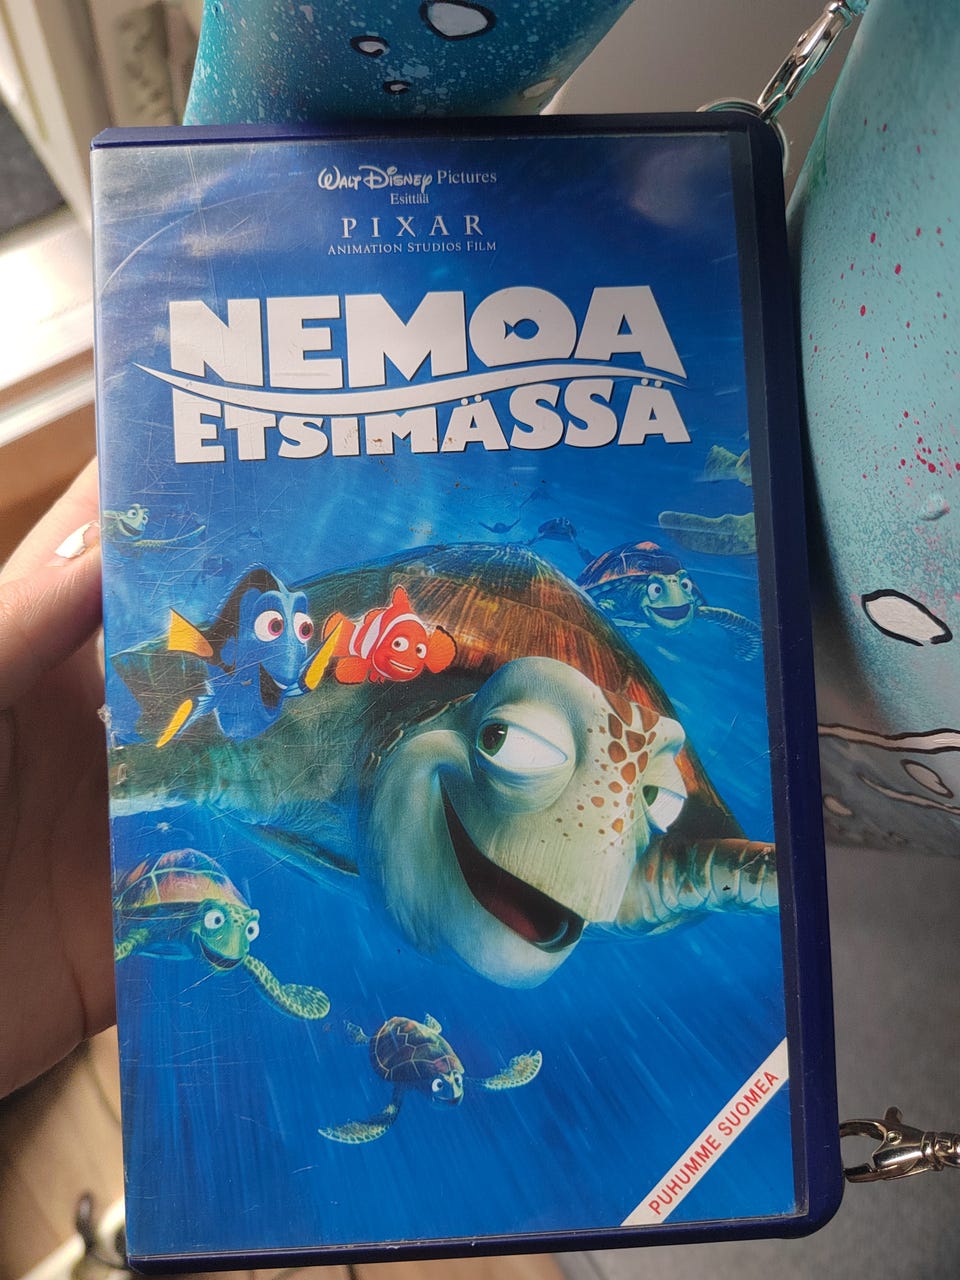 WALT DISNEY Pictures
Esittää
PIXAR
ANIMATION STUDIOS FILM
NEMOA
ETSIMÄSSÄ
PUHUMME SUOMEA